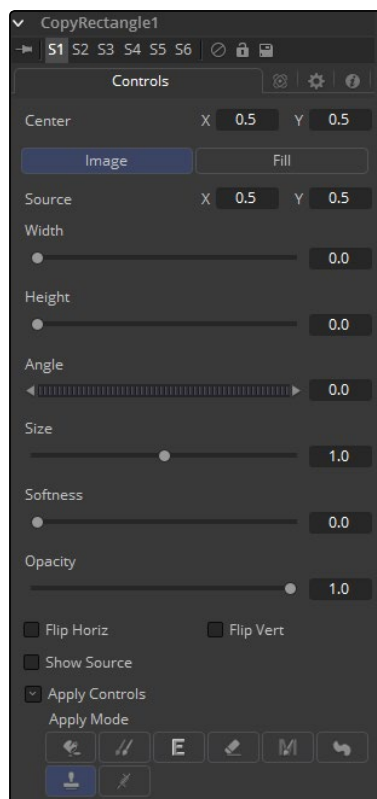 CopyRectangle1
S1 S2 S3 S4 S5 S6
Controls
Center X 0.5 Y 0.5
Image Fill
Source X 0.5 Y 0.5
Width
0.0
Height
0.0
Angle
0.0
Size
1.0
Softness
0.0
Opacity
1.0
Flip Horiz Flip Vert
Show Source
Apply Controls
Apply Mode
E M